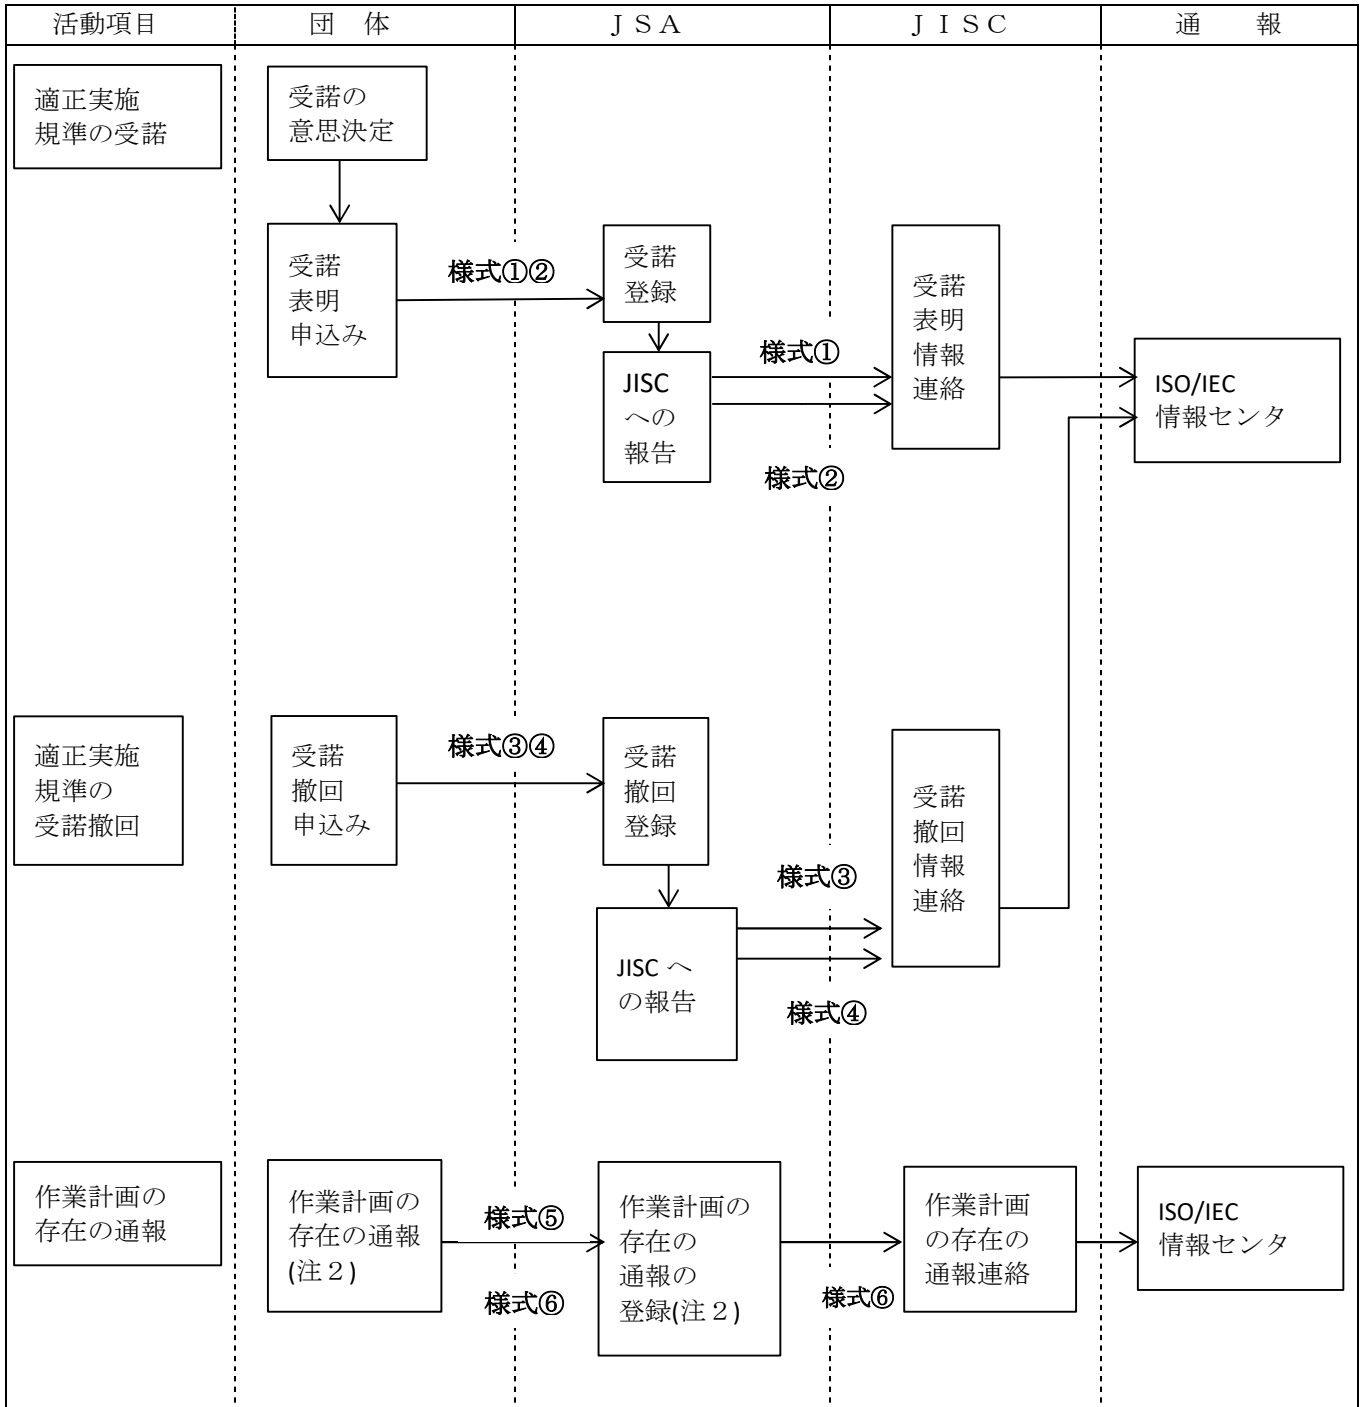 活動項目
団　体
ＪＳＡ
ＪＩＳＣ
通　　報
適正実施
規準の受諾
受諾の
意思決定
受諾
表明
申込み
様式①②
受諾
登録
JISC
への
報告
様式①
様式②
受諾
表明
情報
連絡
ISO/IEC
情報センタ
適正実施
規準の
受諾撤回
受諾
撤回
申込み
様式③④
受諾
撤回
登録
JISC へ
の報告
様式③
様式④
受諾
撤回
情報
連絡
作業計画の
存在の通報
作業計画の
存在の通報
(注２)
様式⑤
様式⑥
作業計画の
存在の
通報の
登録(注２)
様式⑥
作業計画
の存在の
通報連絡
ISO/IEC
情報センタ